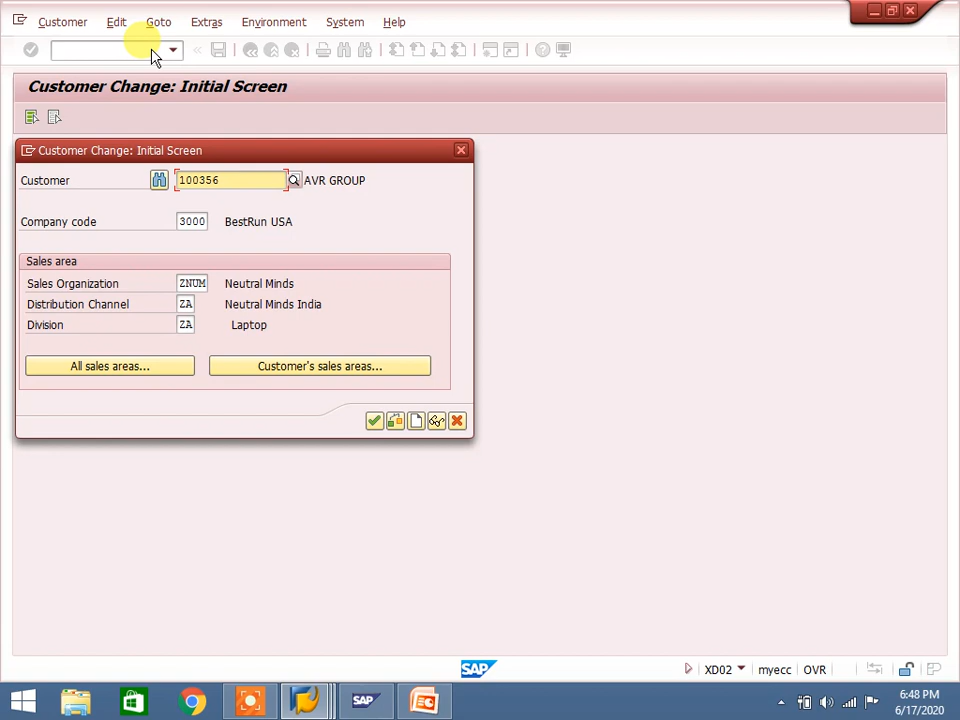 Customer Edit Goto Extras Environment System Help
Customer Change: Initial Screen
Customer Change: Initial Screen
Customer 100356 AVR GROUP
Company code 3000 BestRun USA
Sales area
Sales Organization ZNUM Neutral Minds
Distribution Channel ZA Neutral Minds India
Division ZA Laptop
All sales areas... Customer's sales areas...
SAP XD02 myecc OVR
SAP
6:48 PM
6/17/2020